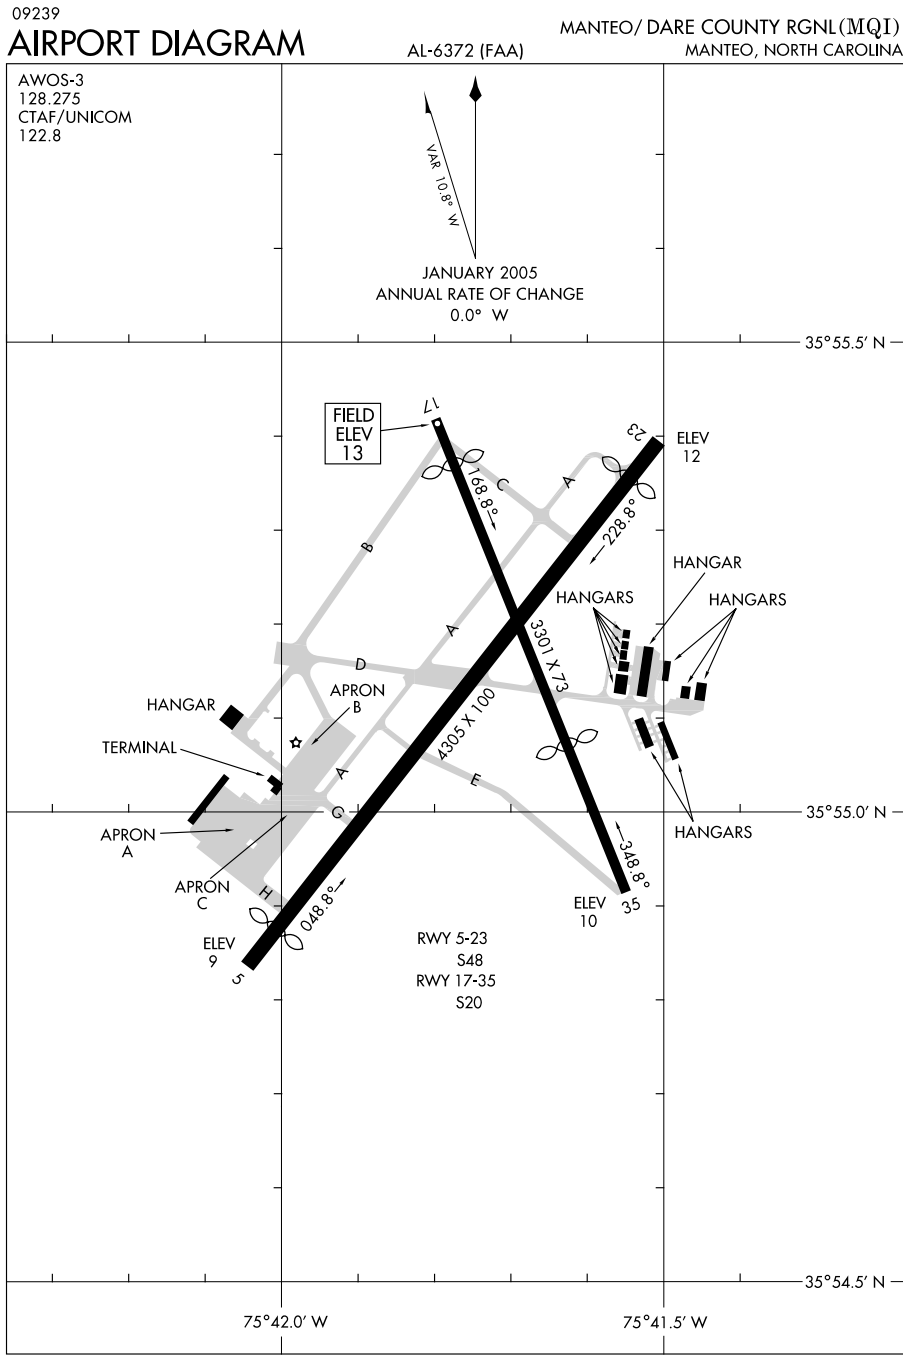 09239
AIRPORT DIAGRAM
AL-6372 (FAA)
MANTEO/ DARE COUNTY RGNL (MQI)
MANTEO, NORTH CAROLINA
AWOS-3
128.275
CTAF/UNICOM
122.8
VAR 10.8° W
JANUARY 2005
ANNUAL RATE OF CHANGE
0.0° W
35°55.5' N
17
FIELD
ELEV
13
23
ELEV
12
168.8°
C
A
228.8°
B
HANGAR
HANGARS
HANGARS
A
3301 X 73
D
APRON
B
HANGAR
4305 X 100
TERMINAL
A
E
G
35°55.0' N
APRON
A
HANGARS
APRON
C
H
048.8°
348.8°
ELEV
10
35
ELEV
9
5
RWY 5-23
S48
RWY 17-35
S20
35°54.5' N
75°42.0' W
75°41.5' W